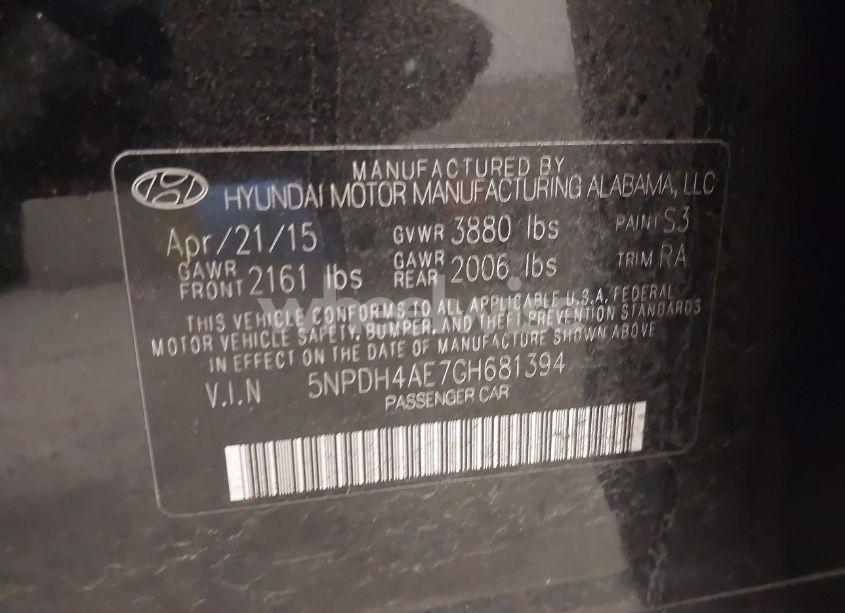 MANUFACTURED BY
HYUNDAI MOTOR MANUFACTURING ALABAMA, LLC
Apr/21/15 GVWR 3880 lbs PAINT S3
GAWR FRONT 2161 lbs GAWR REAR 2006 lbs TRIM RA
THIS VEHICLE CONFORMS TO ALL APPLICABLE U.S.A. FEDERAL
MOTOR VEHICLE SAFETY, BUMPER, AND THEFT PREVENTION STANDARDS
IN EFFECT ON THE DATE OF MANUFACTURE SHOWN ABOVE
V.I.N 5NPDH4AE7GH681394
PASSENGER CAR